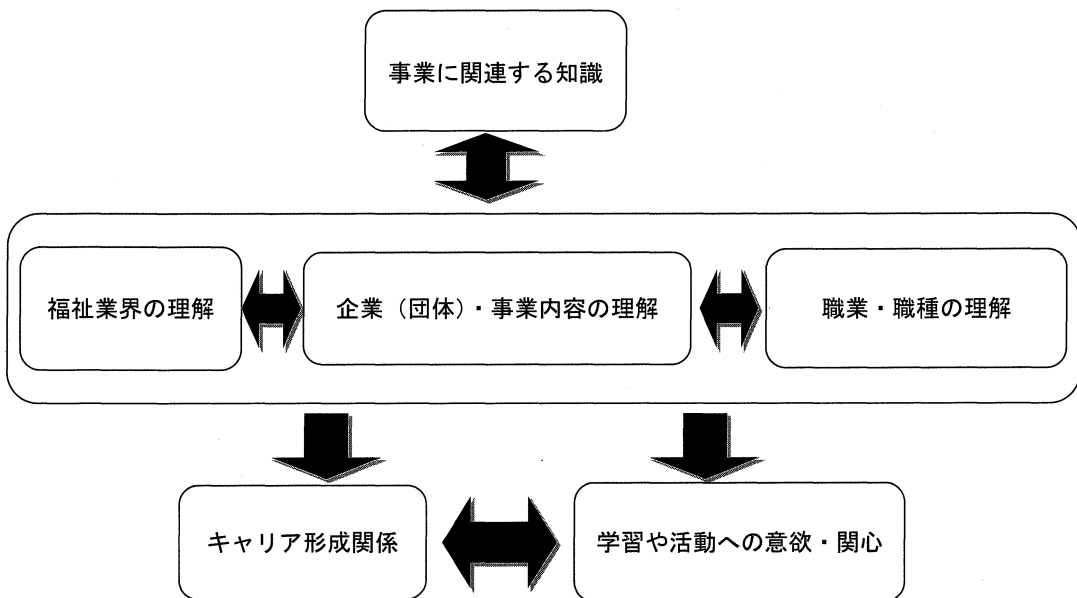 事業に関連する知識
福祉業界の理解
企業（団体）・事業内容の理解
職業・職種の理解
キャリア形成関係
学習や活動への意欲・関心